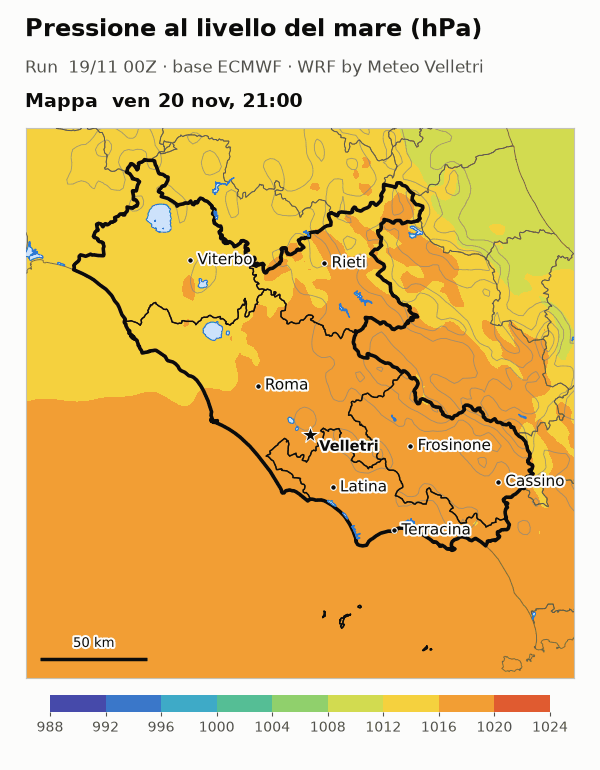 Pressione al livello del mare (hPa)
Run  19/11 00Z · base ECMWF · WRF by Meteo Velletri
Mappa  ven 20 nov, 21:00
Viterbo
Rieti
Roma
Velletri
Frosinone
Cassino
Latina
Terracina
50 km
988 992 996 1000 1004 1008 1012 1016 1020 1024